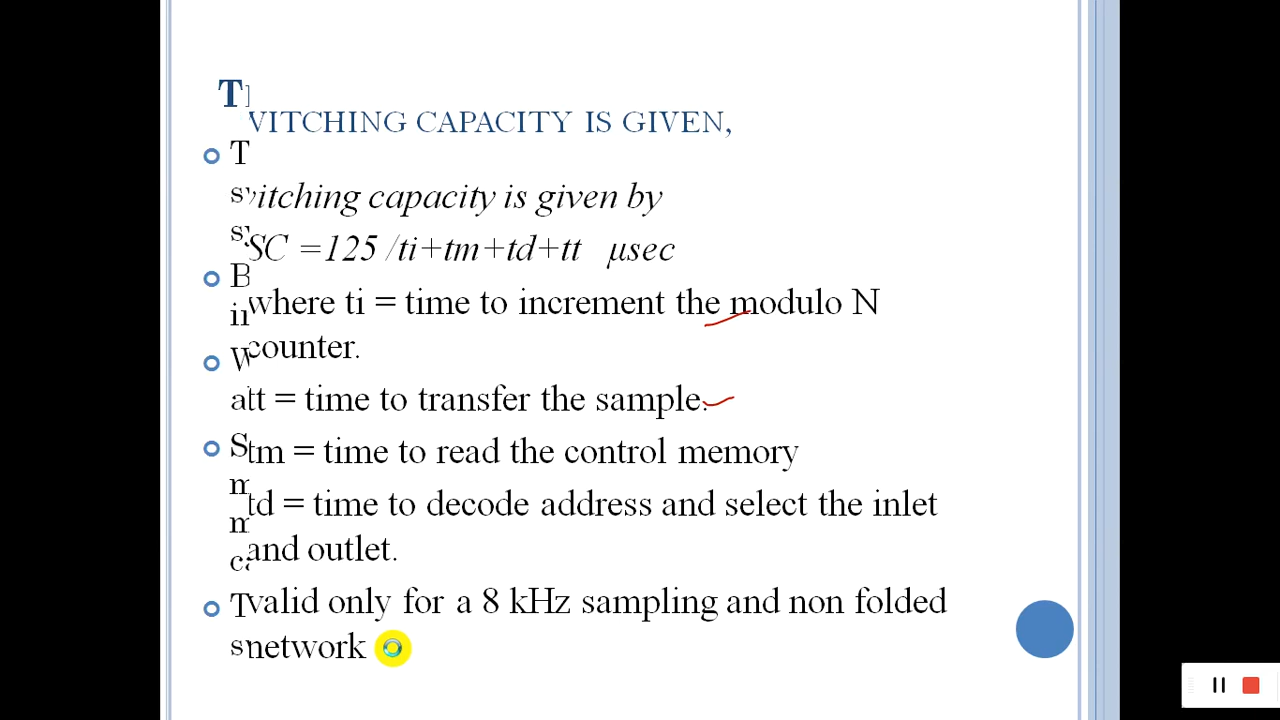 VITCHING CAPACITY IS GIVEN,
itching capacity is given by
SC =125 /ti+tm+td+tt μsec
where ti = time to increment the modulo N
counter.
tt = time to transfer the sample.
tm = time to read the control memory
td = time to decode address and select the inlet
and outlet.
valid only for a 8 kHz sampling and non folded
network